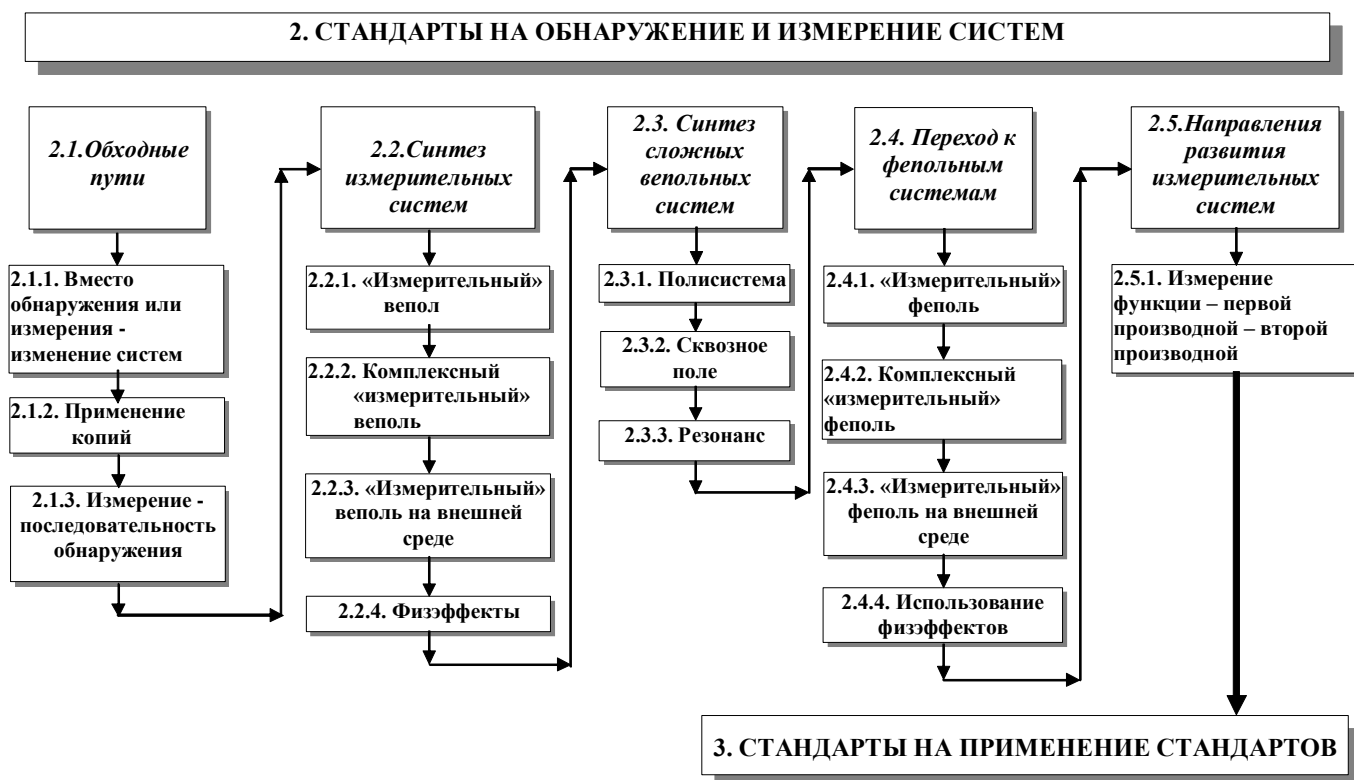 2. СТАНДАРТЫ НА ОБНАРУЖЕНИЕ И ИЗМЕРЕНИЕ СИСТЕМ
2.1.Обходные
пути
2.1.1. Вместо
обнаружения или
измерения -
изменение систем
2.1.2. Применение
копий
2.1.3. Измерение -
последовательность
обнаружения
2.2.Синтез
измерительных
систем
2.2.1. «Измерительный»
вепол
2.2.2. Комплексный
«измерительный»
веполь
2.2.3. «Измерительный»
веполь на внешней
среде
2.2.4. Физэффекты
2.3. Синтез
сложных
вепольных
систем
2.3.1. Полисистема
2.3.2. Сквозное
поле
2.3.3. Резонанс
2.4. Переход к
фепольным
системам
2.4.1. «Измерительный»
феполь
2.4.2. Комплексный
«измерительный»
феполь
2.4.3. «Измерительный»
феполь на внешней
среде
2.4.4. Использование
физэффектов
2.5.Направления
развития
измерительных
систем
2.5.1. Измерение
функции – первой
производной – второй
производной
3. СТАНДАРТЫ НА ПРИМЕНЕНИЕ СТАНДАРТОВ